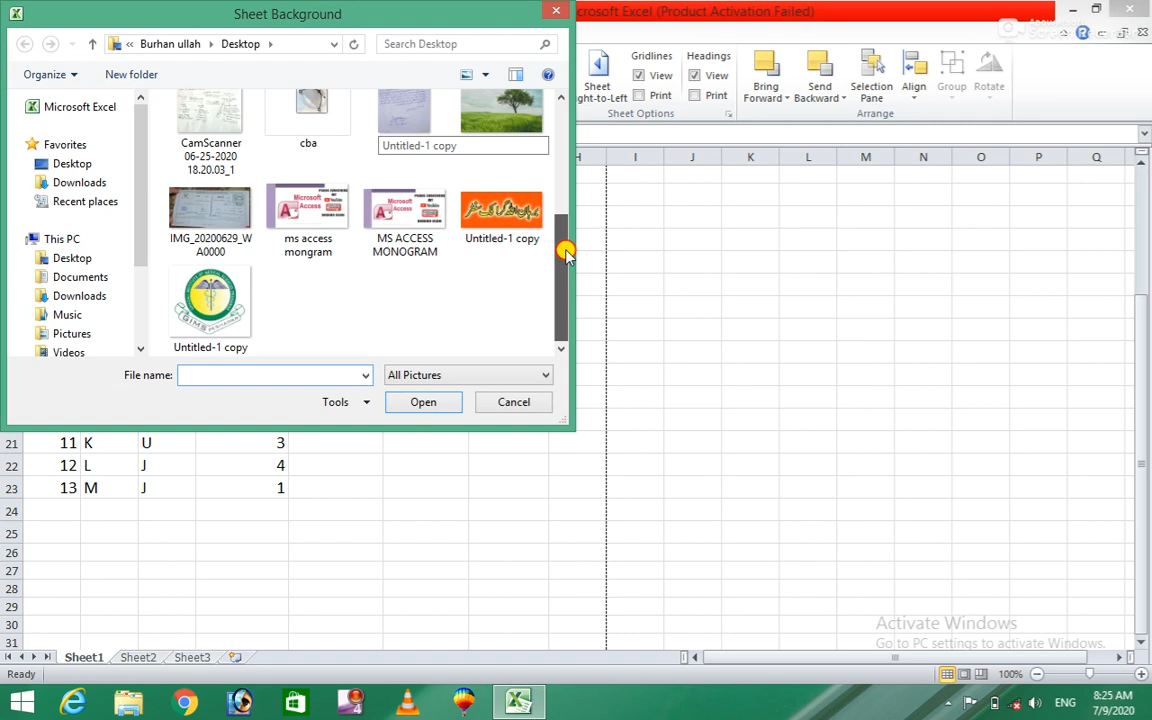 Sheet Background
crosoft Excel (Product Activation Failed)
Burhan ullah
Desktop
Search Desktop
Organize
New folder
Microsoft Excel
Favorites
Desktop
Downloads
Recent places
This PC
Desktop
Documents
Downloads
Music
Pictures
Videos
CamScanner
06-25-2020
18.20.03_1
cba
Untitled-1 copy
IMG_20200629_W
A0000
Microsoft
Access
ms access
mongram
Microsoft
Access
MS ACCESS
MONOGRAM
Untitled-1 copy
Untitled-1 copy
File name:
All Pictures
Tools
Open
Cancel
Sheet
ght-to-Left
Gridlines
View
Print
Headings
View
Print
Sheet Options
Bring
Forward
Send
Backward
Selection
Pane
Align
Group
Rotate
Arrange
H I J K L M N O P Q
21 11 K U 3
22 12 L J 4
23 13 M J 1
24
25
26
27
28
29
30
31
Activate Windows
Go to PC settings to activate Windows.
Sheet1 Sheet2 Sheet3
Ready
100%
ENG
8:25 AM
7/9/2020